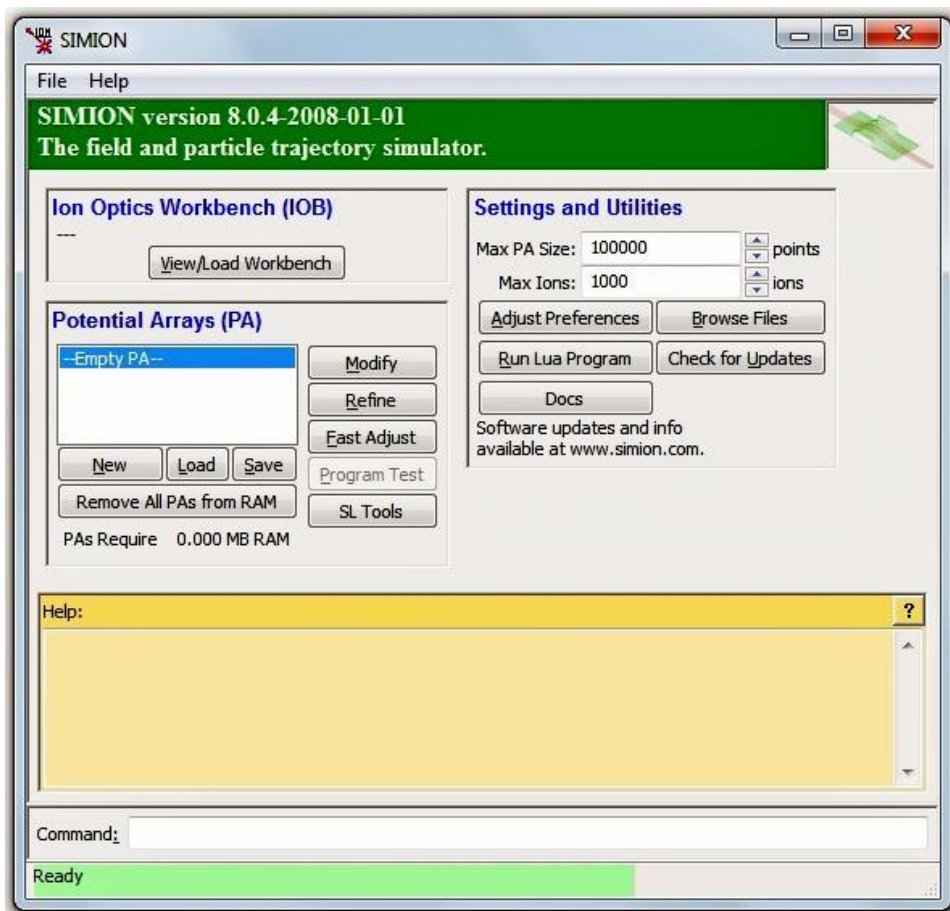 SIMION
File Help
SIMION version 8.0.4-2008-01-01
The field and particle trajectory simulator.
Ion Optics Workbench (IOB)
---
View/Load Workbench
Potential Arrays (PA)
--Empty PA--
Modify
Refine
Fast Adjust
Program Test
SL Tools
New Load Save
Remove All PAs from RAM
PAs Require 0.000 MB RAM
Settings and Utilities
Max PA Size: 100000 points
Max Ions: 1000 ions
Adjust Preferences Browse Files
Run Lua Program Check for Updates
Docs
Software updates and info
available at www.simion.com.
Help: ?
Command:
Ready